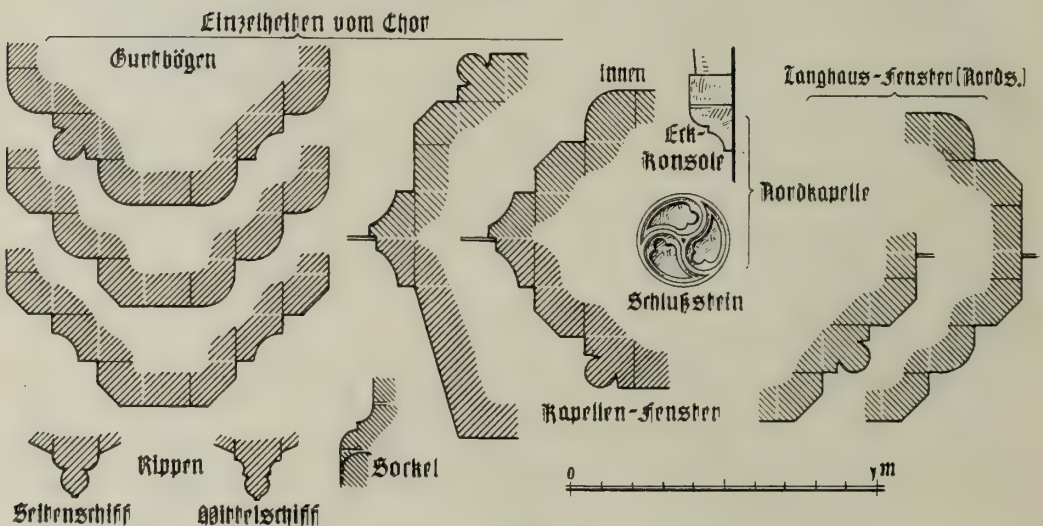 Einzelheiten vom Chor
Gurtbögen
innen
Langhaus-Fenster (Nords.)
Eck-
Konsole
Nordkapelle
Schlußstein
Kapellen-Fenster
Rippen
Sockel
Seitenschiff
Mittelschiff
0 1 m